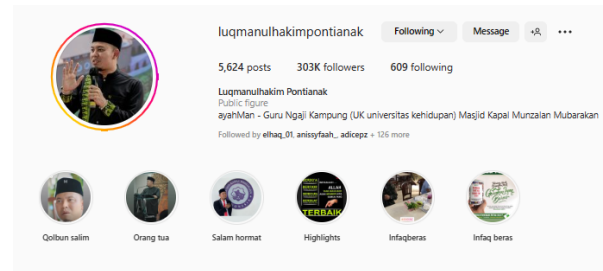 luqmanulhakimpontianak Following Message
5,624 posts 303K followers 609 following
Luqmanulhakim Pontianak
Public figure
ayahMan - Guru Ngaji Kampung (UK universitas kehidupan) Masjid Kapal Munzalan Mubarakan
Followed by elhaq_01, anissyfaah_, adicepz + 126 more
TERBAIK
Qolbun salim Orang tua Salam hormat Highlights Infaqberas Infaq beras